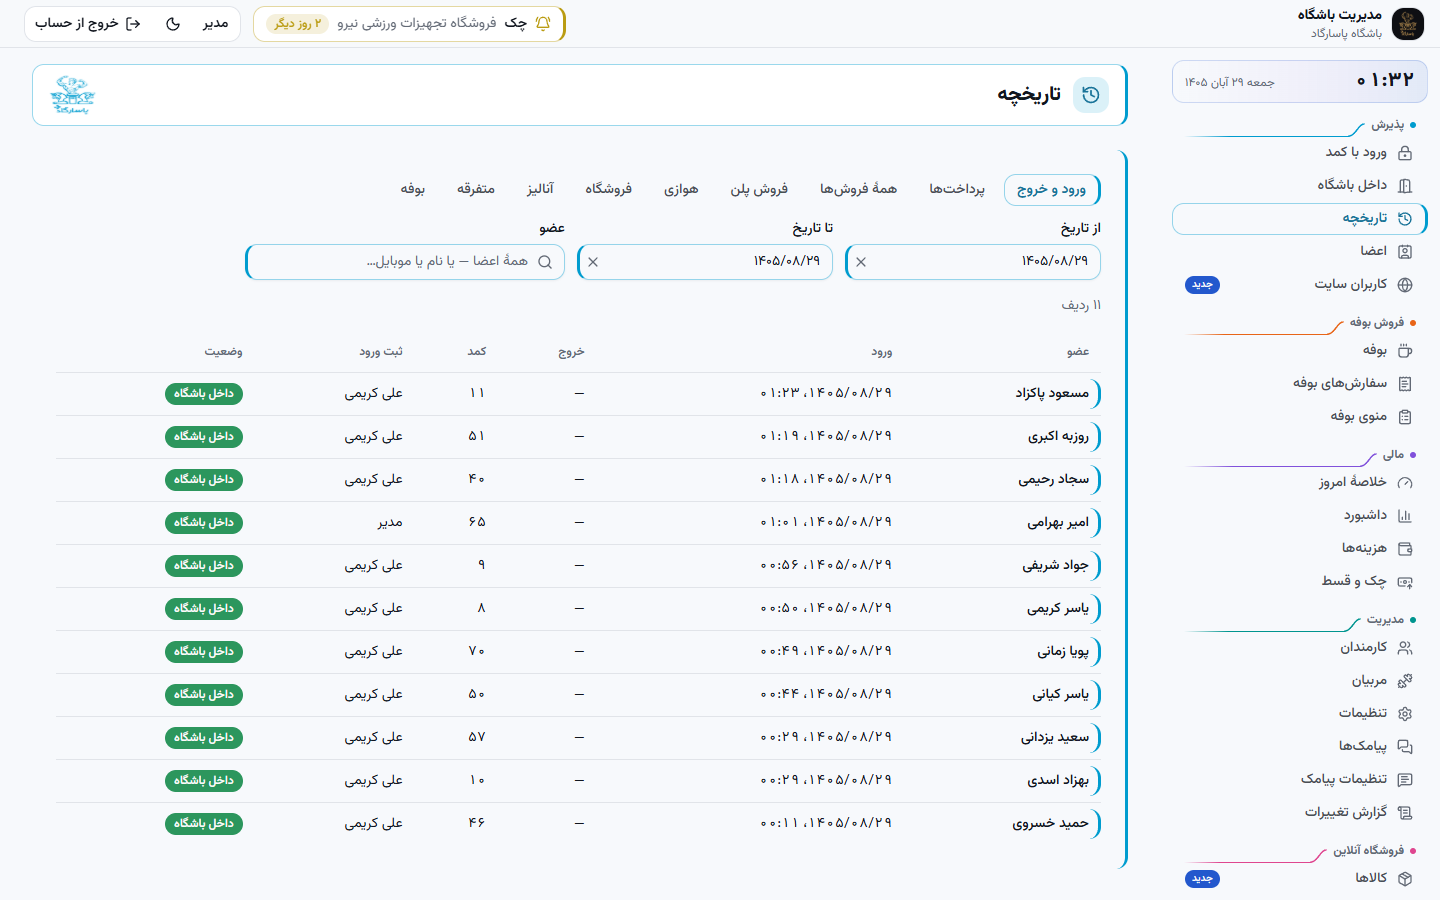 مدیریت باشگاه
باشگاه پاسارگاد
چک فروشگاه تجهیزات ورزشی نیرو ۲ روز دیگر
مدیر
خروج از حساب
۰۱:۳۲
جمعه ۲۹ آبان ۱۴۰۵
پذیرش
ورود با کمد
داخل باشگاه
تاریخچه
اعضا
کاربران سایت جدید
فروش بوفه
بوفه
سفارش‌های بوفه
منوی بوفه
مالی
خلاصهٔ امروز
داشبورد
هزینه‌ها
چک و قسط
مدیریت
کارمندان
مربیان
تنظیمات
پیامک‌ها
تنظیمات پیامک
گزارش تغییرات
فروشگاه آنلاین
کالاها جدید
تاریخچه
پاسارگاد
ورود و خروج پرداخت‌ها همهٔ فروش‌ها فروش پلن هوازی فروشگاه آنالیز متفرقه بوفه
از تاریخ تا تاریخ عضو
۱۴۰۵/۰۸/۲۹ ۱۴۰۵/۰۸/۲۹ همهٔ اعضا — یا نام یا موبایل...
۱۱ ردیف
عضو ورود خروج کمد ثبت ورود وضعیت
مسعود پاکزاد ۱۴۰۵/۰۸/۲۹، ۰۱:۲۳ — ۱۱ علی کریمی داخل باشگاه
روزبه اکبری ۱۴۰۵/۰۸/۲۹، ۰۱:۱۹ — ۵۱ علی کریمی داخل باشگاه
سجاد رحیمی ۱۴۰۵/۰۸/۲۹، ۰۱:۱۸ — ۴۰ علی کریمی داخل باشگاه
امیر بهرامی ۱۴۰۵/۰۸/۲۹، ۰۱:۰۱ — ۶۵ مدیر داخل باشگاه
جواد شریفی ۱۴۰۵/۰۸/۲۹، ۰۰:۵۶ — ۹ علی کریمی داخل باشگاه
یاسر کریمی ۱۴۰۵/۰۸/۲۹، ۰۰:۵۰ — ۸ علی کریمی داخل باشگاه
پویا زمانی ۱۴۰۵/۰۸/۲۹، ۰۰:۴۹ — ۷۰ علی کریمی داخل باشگاه
یاسر کیانی ۱۴۰۵/۰۸/۲۹، ۰۰:۴۴ — ۵۰ علی کریمی داخل باشگاه
سعید یزدانی ۱۴۰۵/۰۸/۲۹، ۰۰:۲۹ — ۵۷ علی کریمی داخل باشگاه
بهزاد اسدی ۱۴۰۵/۰۸/۲۹، ۰۰:۲۹ — ۱۰ علی کریمی داخل باشگاه
حمید خسروی ۱۴۰۵/۰۸/۲۹، ۰۰:۱۱ — ۴۶ علی کریمی داخل باشگاه